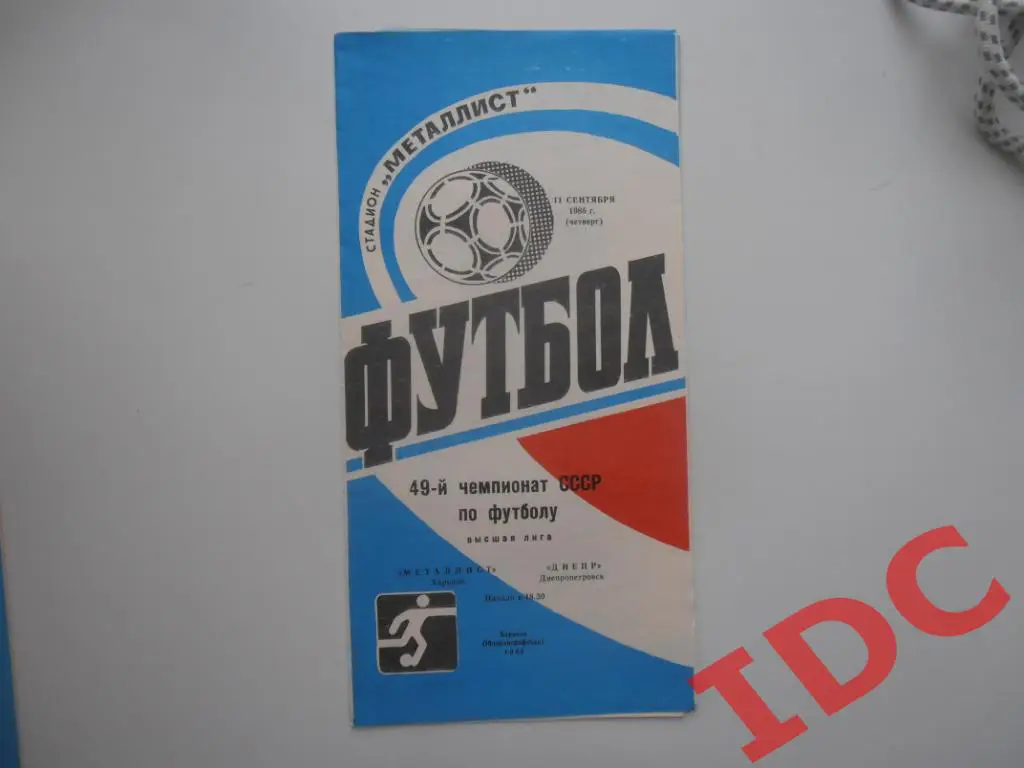 СТАДИОН „МЕТАЛЛИСТ“
11 СЕНТЯБРЯ
1986 г.
(четверг)
ФУТБОЛ
49-й чемпионат СССР
по футболу
высшая лига
«МЕТАЛЛИСТ»
Харьков
«ДНЕПР»
Днепропетровск
Начало в 18.30
Харьков
IDC